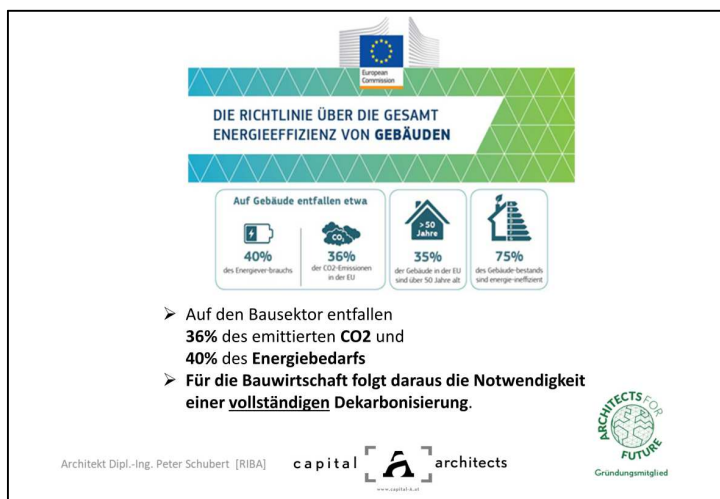 European
Commission
DIE RICHTLINIE ÜBER DIE GESAMT
ENERGIEEFFIZIENZ VON GEBÄUDEN
Auf Gebäude entfallen etwa
40%
des Energiever-brauchs
CO₂
36%
der CO2-Emissionen
in der EU
>50
Jahre
35%
der Gebäude in der EU
sind über 50 Jahre alt
75%
des Gebäude-bestands
sind energie-ineffizient
➢ Auf den Bausektor entfallen
36% des emittierten CO2 und
40% des Energiebedarfs
➢ Für die Bauwirtschaft folgt daraus die Notwendigkeit
einer vollständigen Dekarbonisierung.
Architekt Dipl.-Ing. Peter Schubert [RIBA]
capital [A] architects
www.capital-a.at
ARCHITECTS FOR
FUTURE
Gründungsmitglied